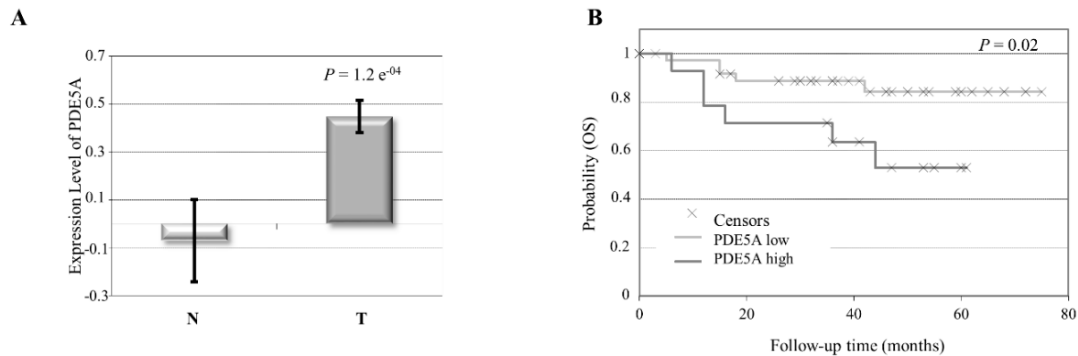 A
Expression Level of PDE5A
0.7
0.5
0.3
0.1
-0.1
-0.3
P = 1.2 e-04
N
T
B
Probability (OS)
1
0.8
0.6
0.4
0.2
0
P = 0.02
Censors
PDE5A low
PDE5A high
0
20
40
60
80
Follow-up time (months)